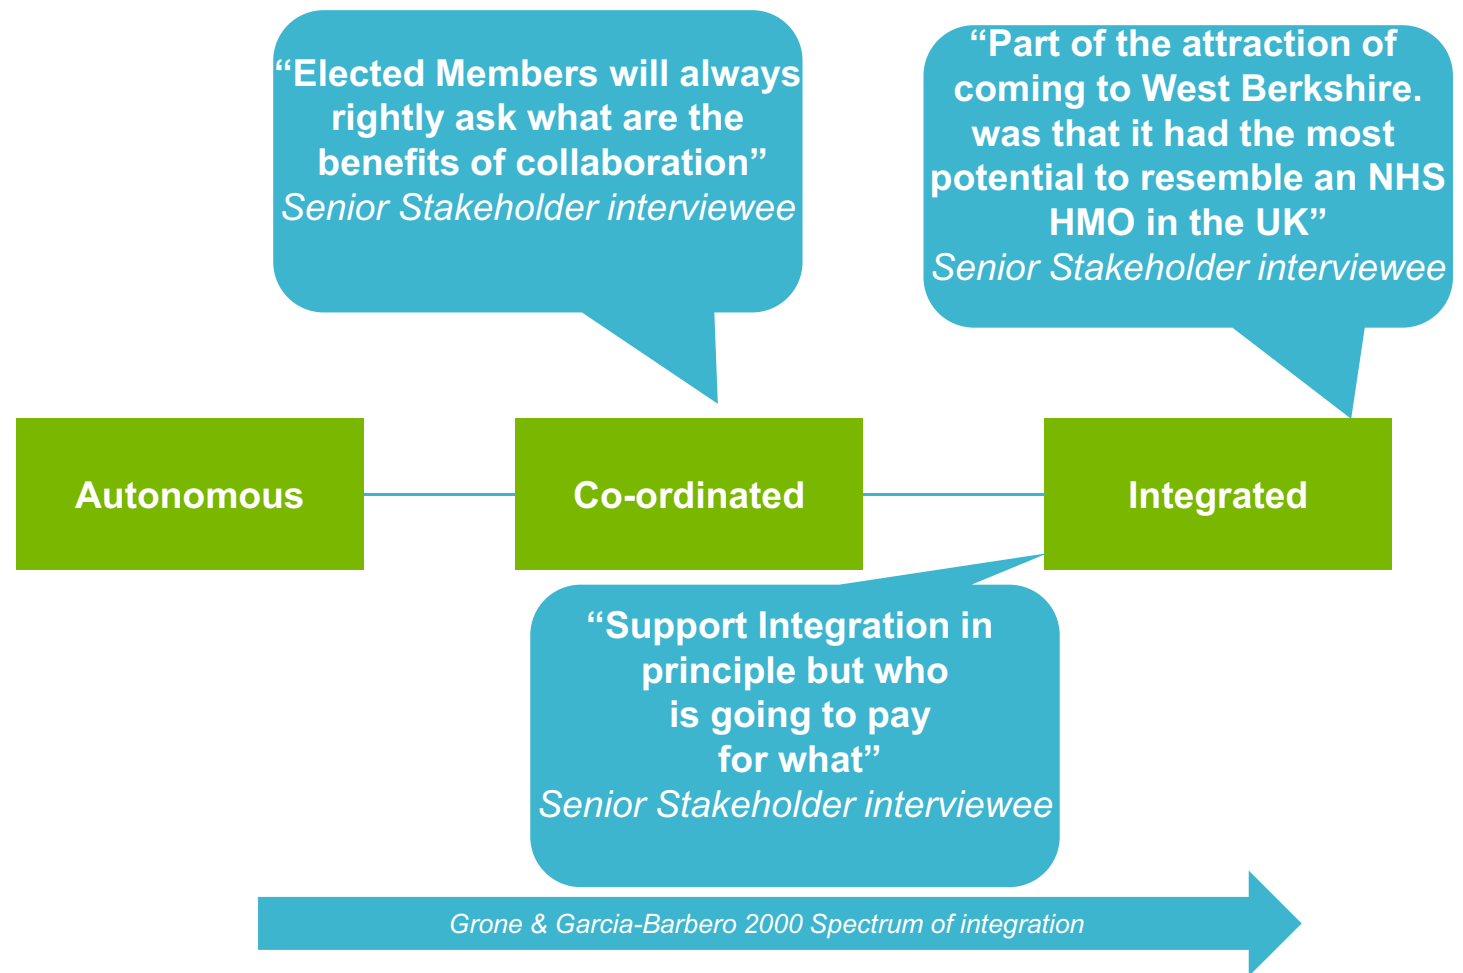 “Elected Members will always
rightly ask what are the
benefits of collaboration”
Senior Stakeholder interviewee
“Part of the attraction of
coming to West Berkshire.
was that it had the most
potential to resemble an NHS
HMO in the UK”
Senior Stakeholder interviewee
Autonomous
Co-ordinated
Integrated
“Support Integration in
principle but who
is going to pay
for what”
Senior Stakeholder interviewee
Grone & Garcia-Barbero 2000 Spectrum of integration